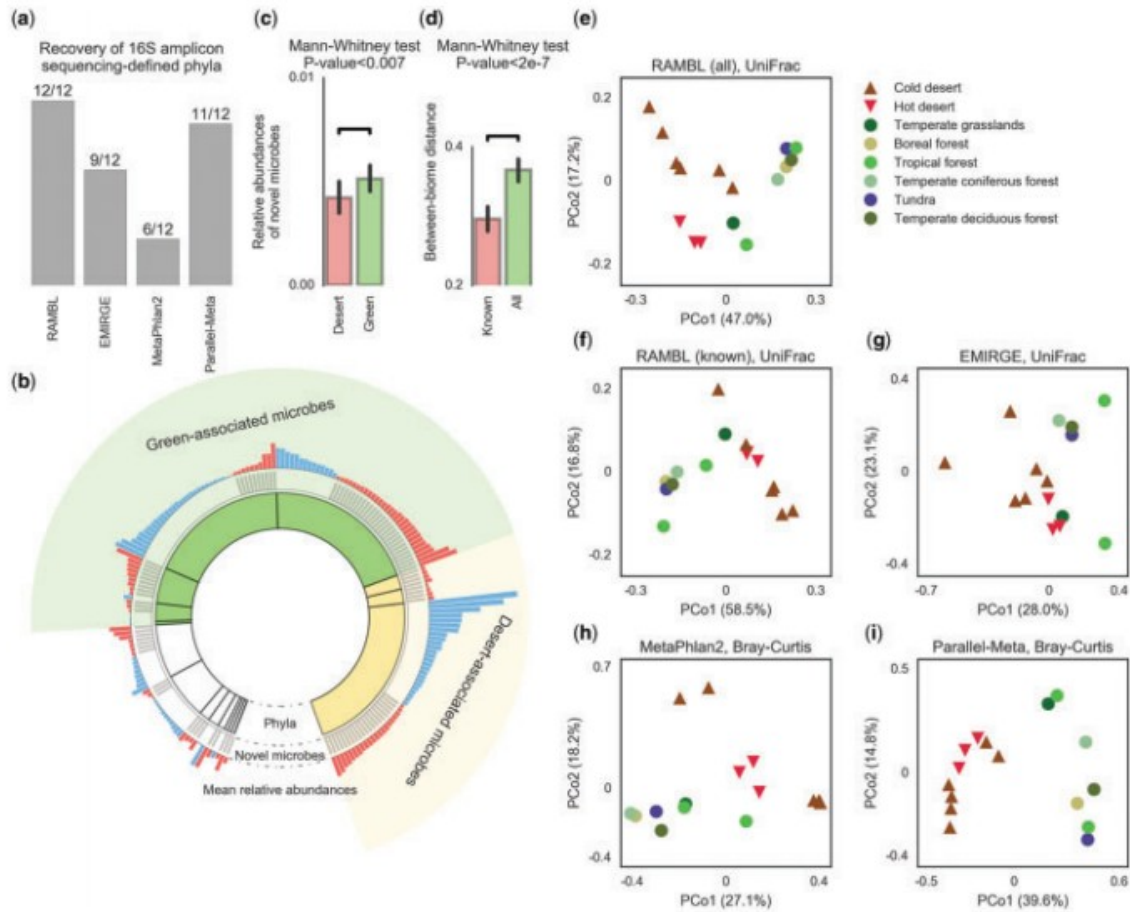 (a)
Recovery of 16S amplicon
sequencing-defined phyla
12/12
9/12
6/12
11/12
RAMBL
EMIRGE
MetaPhlan2
Parallel-Meta
(c)
Mann-Whitney test
P-value<0.007
0.01
0.00
Relative abundances
of novel microbes
Desert
Green
(d)
Mann-Whitney test
P-value<2e-7
0.4
0.2
Between-biome distance
Known
All
(b)
Green-associated microbes
Desert-associated microbes
Phyla
Novel microbes
Mean relative abundances
(e)
RAMBL (all), UniFrac
0.2
0
-0.2
PCo2 (17.2%)
0
0.3
PCo1 (47.0%)
Cold desert
Hot desert
Temperate grasslands
Boreal forest
Tropical forest
Temperate coniferous forest
Tundra
Temperate deciduous forest
(f)
RAMBL (known), UniFrac
0.2
0
-0.2
PCo2 (16.8%)
-0.3
0
0.3
PCo1 (58.5%)
(g)
EMIRGE, UniFrac
0.4
0
-0.4
PCo2 (23.1%)
-0.7
0
0.4
PCo1 (28.0%)
(h)
MetaPhlan2, Bray-Curtis
0.7
0
-0.4
PCo2 (18.2%)
-0.4
0
0.4
PCo1 (27.1%)
(i)
Parallel-Meta, Bray-Curtis
0.5
0
-0.4
PCo2 (14.8%)
-0.5
0
0.6
PCo1 (39.6%)